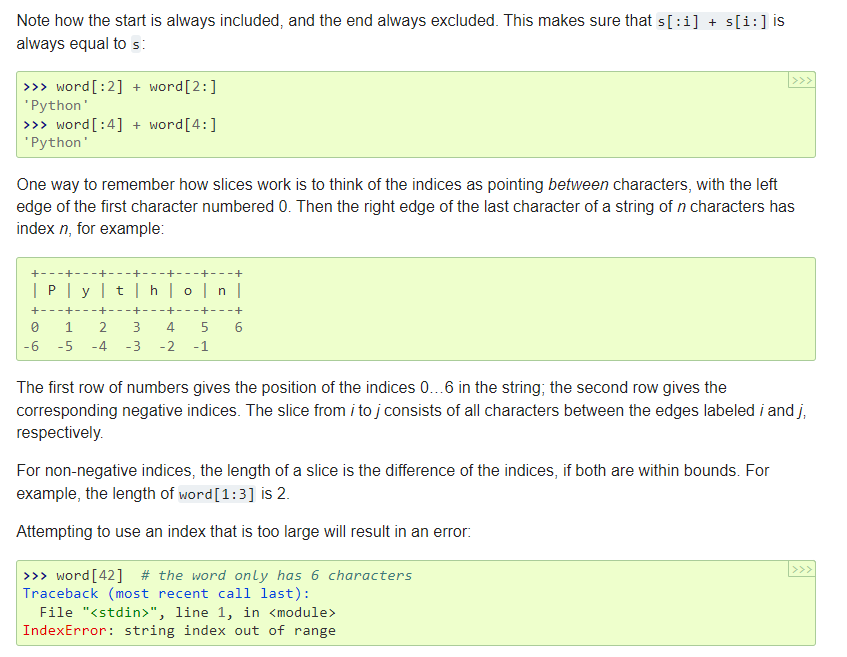 Note how the start is always included, and the end always excluded. This makes sure that s[:i] + s[i:] is
always equal to s:
>>>
>>> word[:2] + word[2:]
'Python'
>>> word[:4] + word[4:]
'Python'
One way to remember how slices work is to think of the indices as pointing between characters, with the left
edge of the first character numbered 0. Then the right edge of the last character of a string of n characters has
index n, for example:
+---+---+---+---+---+---+
| P | y | t | h | o | n |
+---+---+---+---+---+---+
0   1   2   3   4   5   6
-6  -5  -4  -3  -2  -1
The first row of numbers gives the position of the indices 0…6 in the string; the second row gives the
corresponding negative indices. The slice from i to j consists of all characters between the edges labeled i and j,
respectively.
For non-negative indices, the length of a slice is the difference of the indices, if both are within bounds. For
example, the length of word[1:3] is 2.
Attempting to use an index that is too large will result in an error:
>>>
>>> word[42]  # the word only has 6 characters
Traceback (most recent call last):
  File "<stdin>", line 1, in <module>
IndexError: string index out of range